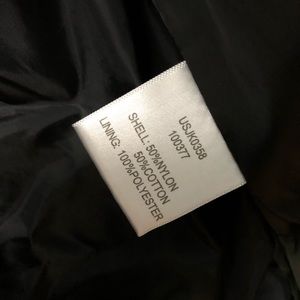 USJK0358
100377
SHELL: 50%NYLON
50%COTTON
LINING: 100%POLYESTER